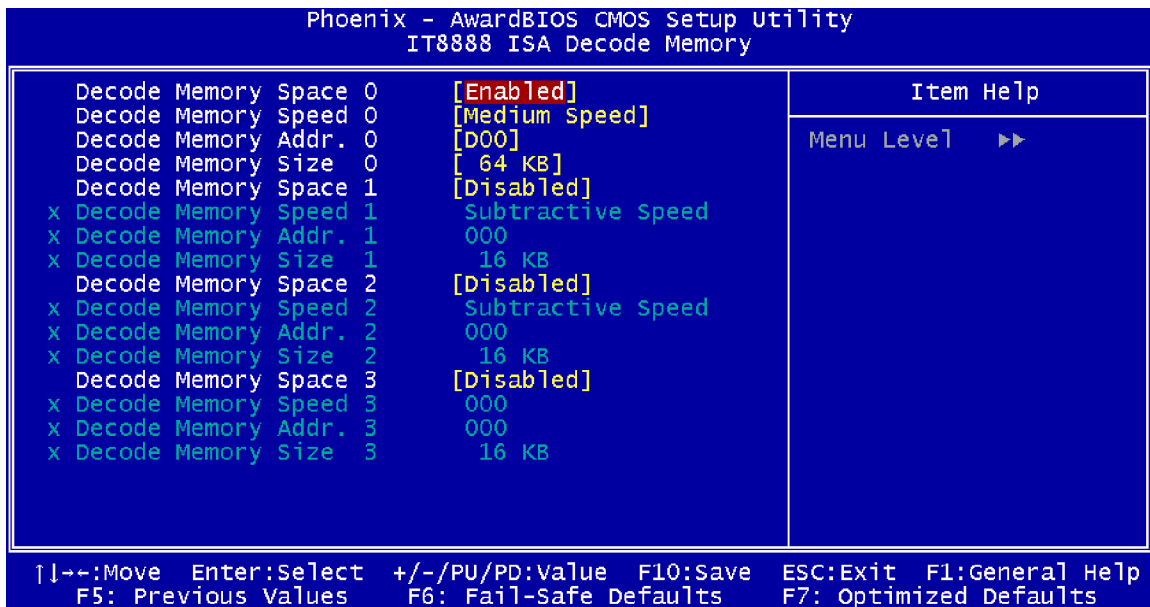 Phoenix - AwardBIOS CMOS Setup Utility
IT8888 ISA Decode Memory
Decode Memory Space 0 [Enabled]
Decode Memory Speed 0 [Medium Speed]
Decode Memory Addr. 0 [D00]
Decode Memory Size 0 [ 64 KB]
Decode Memory Space 1 [Disabled]
x Decode Memory Speed 1 Subtractive Speed
x Decode Memory Addr. 1 000
x Decode Memory Size 1 16 KB
Decode Memory Space 2 [Disabled]
x Decode Memory Speed 2 Subtractive Speed
x Decode Memory Addr. 2 000
x Decode Memory Size 2 16 KB
Decode Memory Space 3 [Disabled]
x Decode Memory Speed 3 000
x Decode Memory Addr. 3 000
x Decode Memory Size 3 16 KB
Item Help
Menu Level ▶▶
↑↓→←:Move Enter:Select +/-/PU/PD:Value F10:Save ESC:Exit F1:General Help
F5: Previous Values F6: Fail-Safe Defaults F7: Optimized Defaults